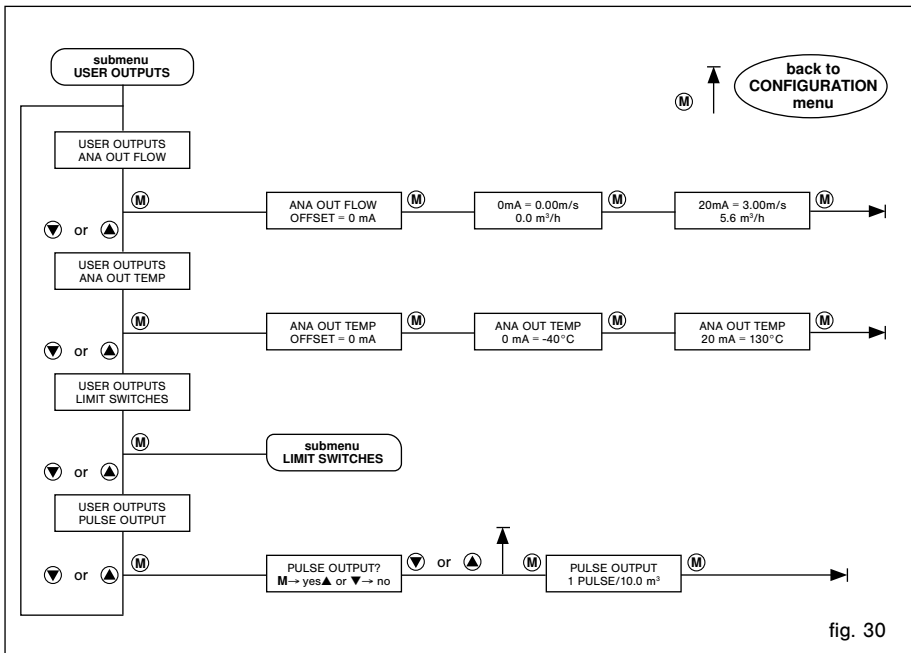 submenu
USER OUTPUTS
back to
CONFIGURATION
menu
M
USER OUTPUTS
ANA OUT FLOW
M
ANA OUT FLOW
OFFSET = 0 mA
M
0mA = 0.00m/s
0.0 m³/h
M
20mA = 3.00m/s
5.6 m³/h
M
▼ or ▲
USER OUTPUTS
ANA OUT TEMP
M
ANA OUT TEMP
OFFSET = 0 mA
M
ANA OUT TEMP
0 mA = -40°C
M
ANA OUT TEMP
20 mA = 130°C
M
▼ or ▲
USER OUTPUTS
LIMIT SWITCHES
M
submenu
LIMIT SWITCHES
▼ or ▲
USER OUTPUTS
PULSE OUTPUT
M
▼ or ▲
PULSE OUTPUT?
M→ yes▲ or ▼→ no
▼ or ▲
M
PULSE OUTPUT
1 PULSE/10.0 m³
M
fig. 30